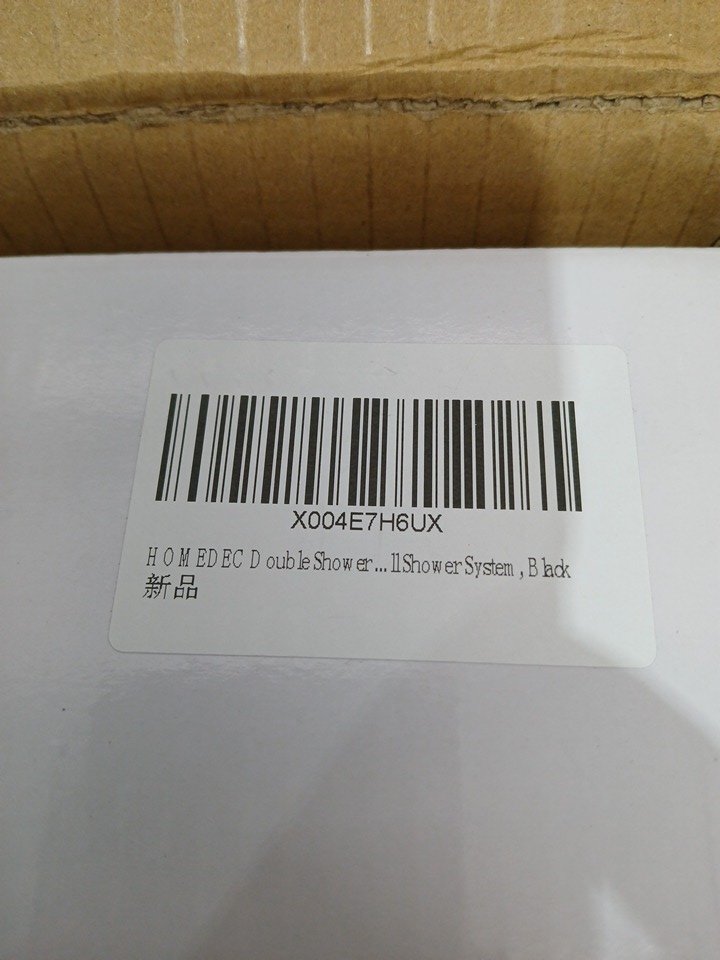 X004E7H6UX
HOMEDEC Double Shower...ll Shower System, Black
新品